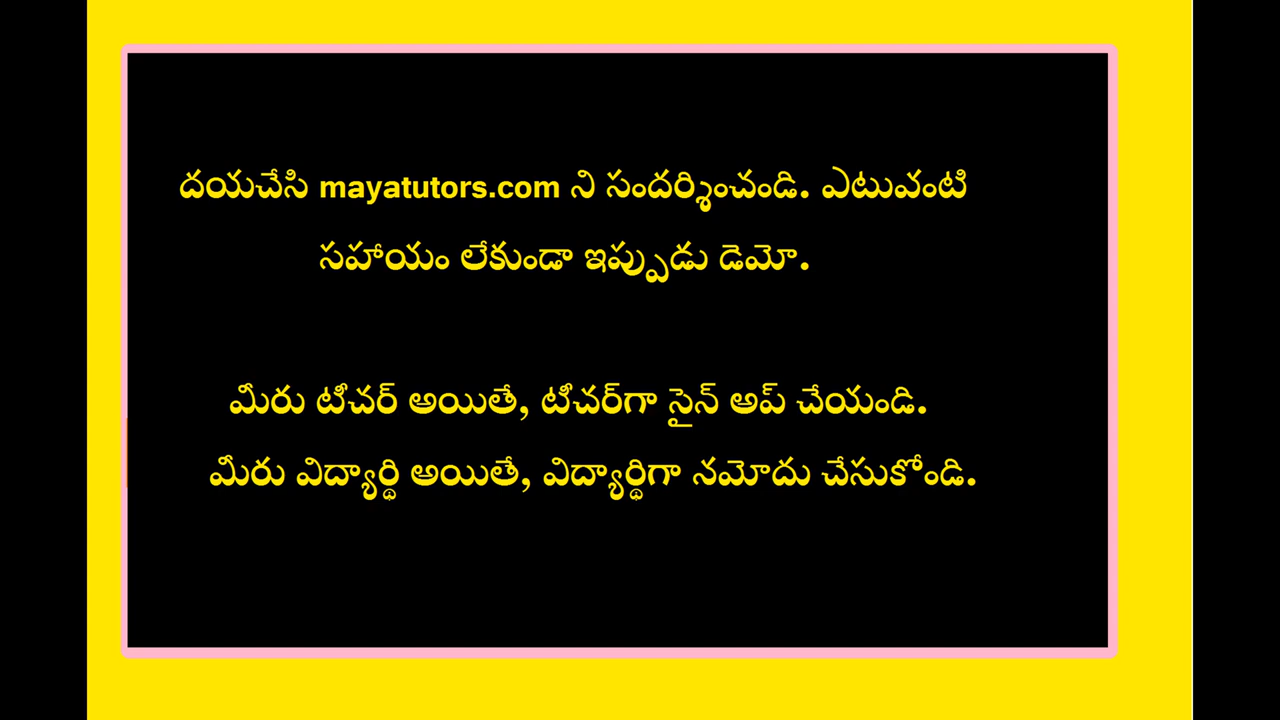 దయచేసి mayatutors.com ని సందర్శించండి. ఎటువంటి
సహాయం లేకుండా ఇప్పుడు డెమో.
మీరు టీచర్ అయితే, టీచర్‌గా సైన్ అప్ చేయండి.
మీరు విద్యార్థి అయితే, విద్యార్థిగా నమోదు చేసుకోండి.